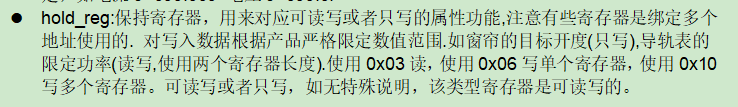 ● hold_reg:保持寄存器，用来对应可读写或者只写的属性功能,注意有些寄存器是绑定多个
地址使用的. 对写入数据根据产品严格限定数值范围.如窗帘的目标开度(只写),导轨表的
限定功率(读写,使用两个寄存器长度).使用 0x03 读，使用 0x06 写单个寄存器，使用 0x10
写多个寄存器。可读写或者只写，如无特殊说明，该类型寄存器是可读写的。